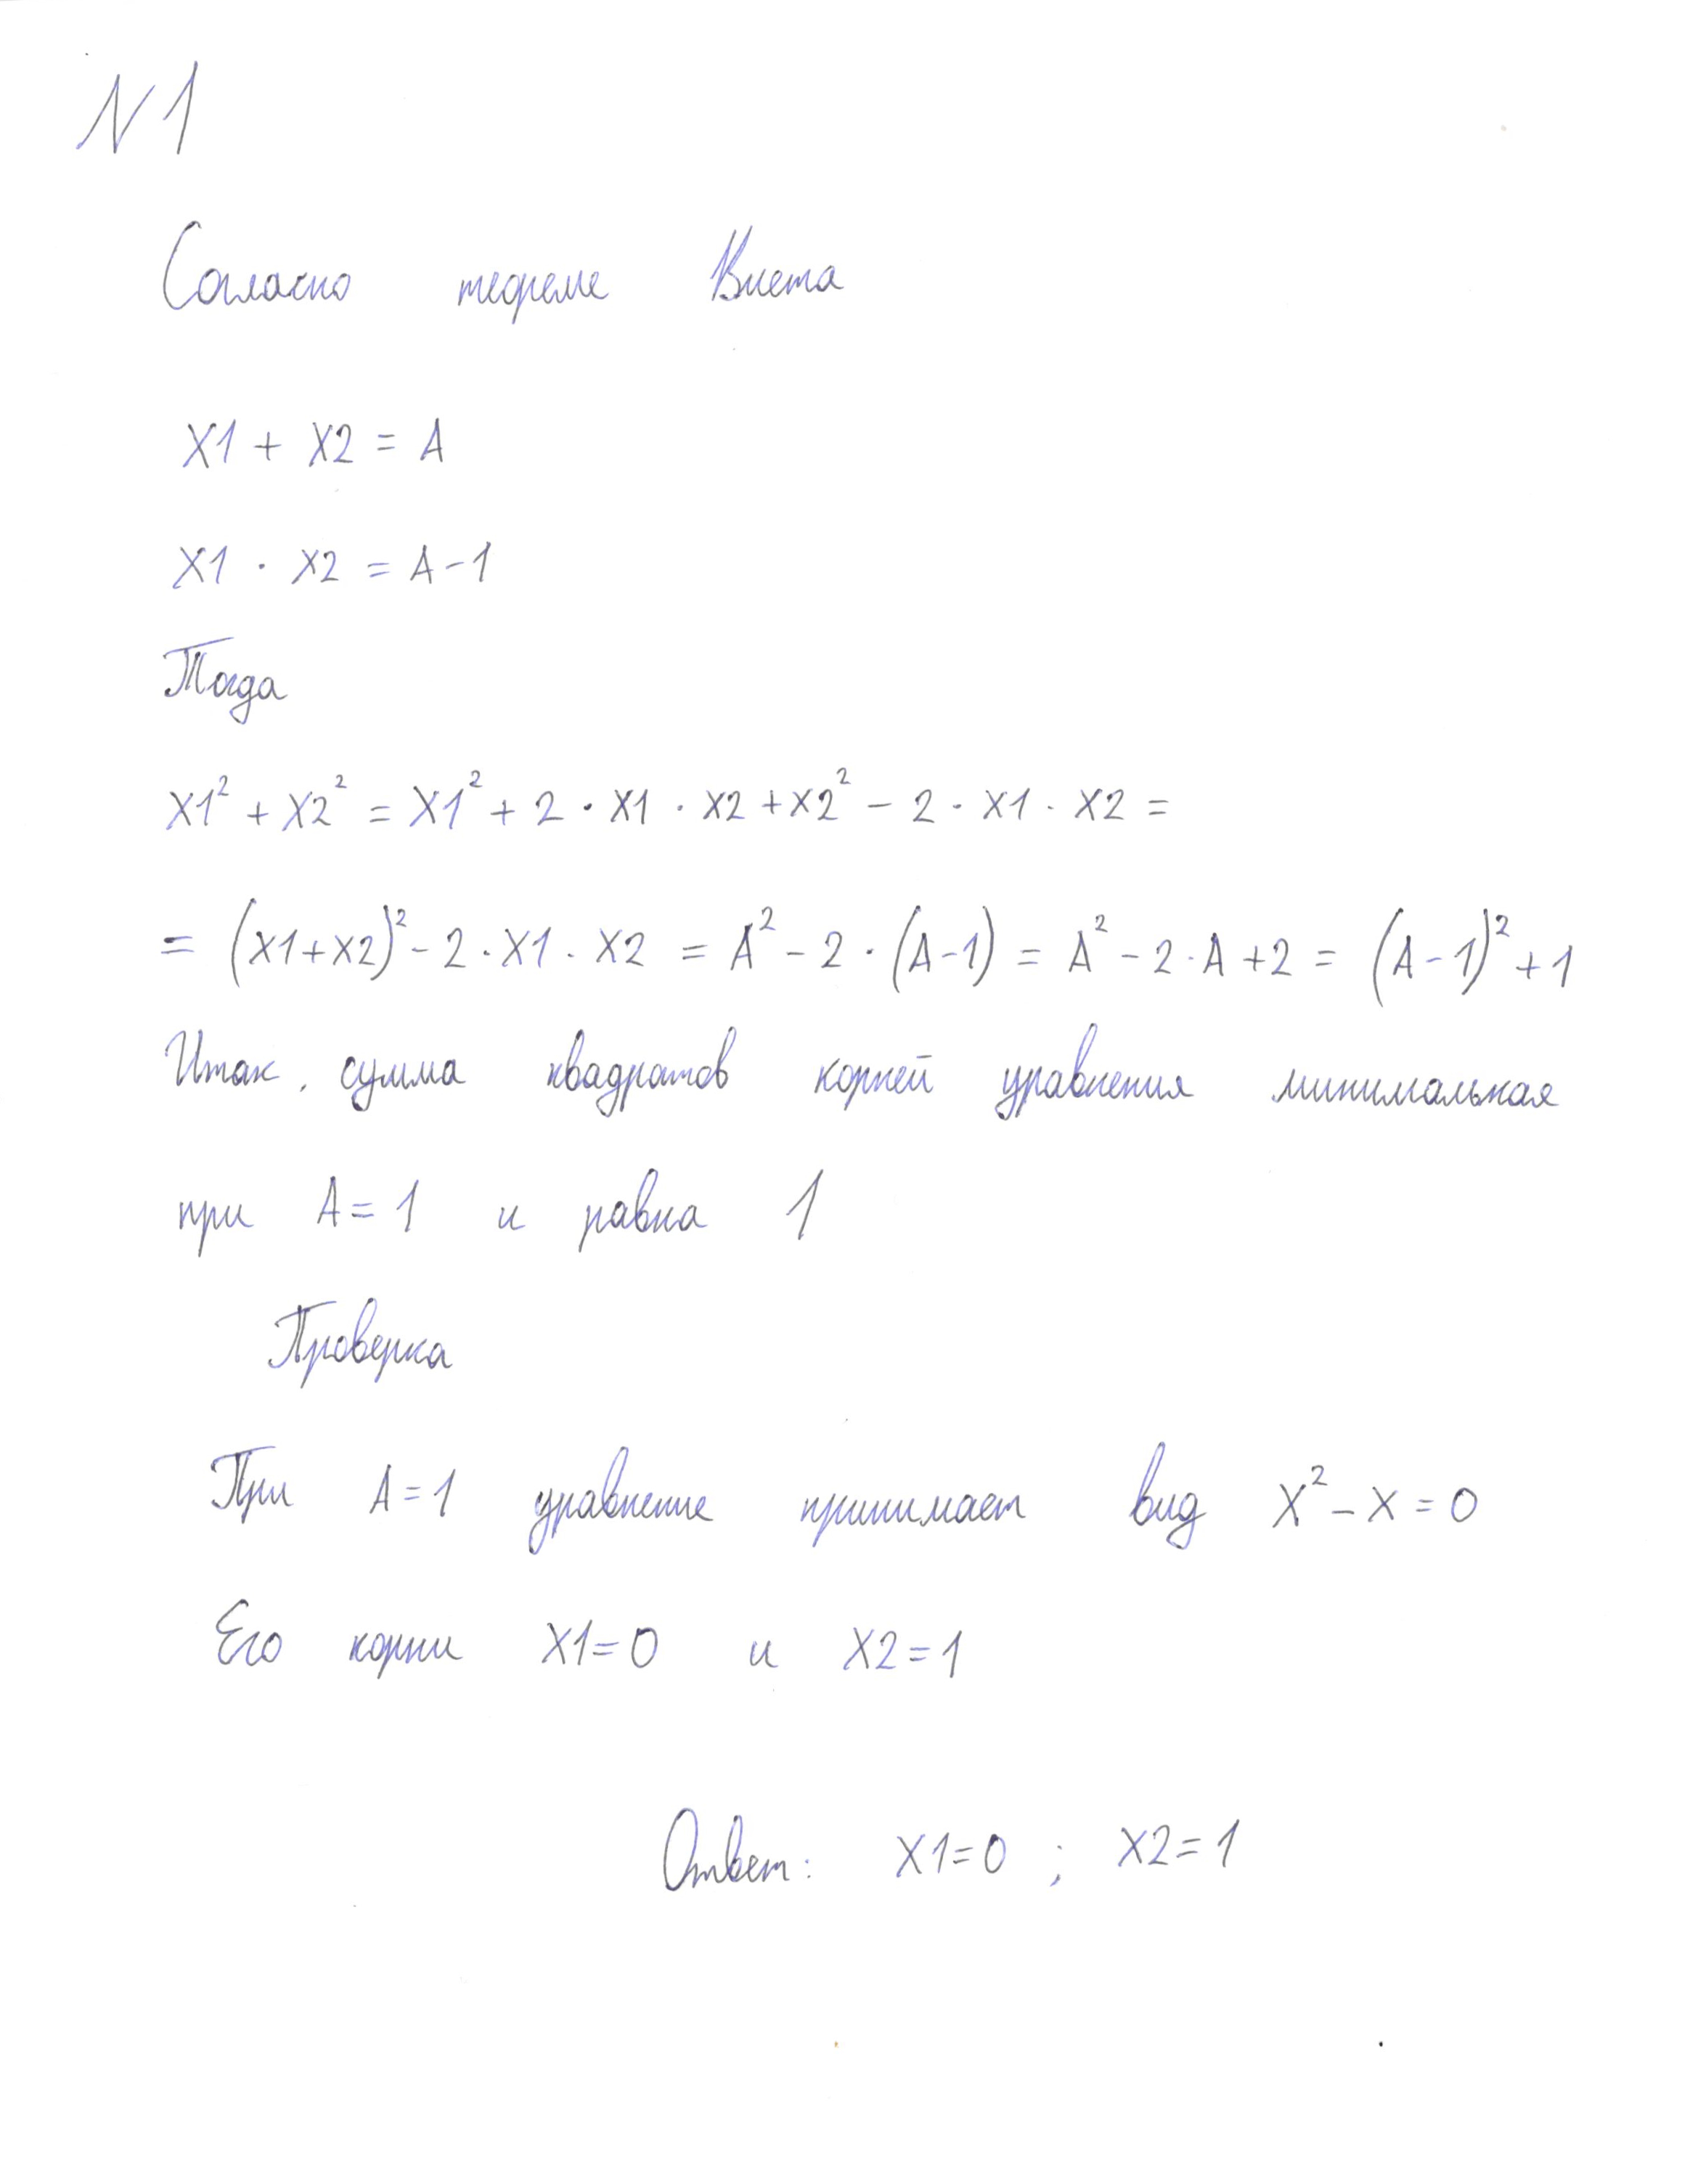 N1
Согласно теореме Виета
X1 + X2 = A
X1 · X2 = A-1
Тогда
X1² + X2² = X1² + 2 · X1 · X2 + X2² - 2 · X1 · X2 =
= (X1+X2)² - 2 · X1 · X2 = A² - 2 · (A-1) = A² - 2 · A + 2 = (A-1)² + 1
Итак, сумма квадратов корней уравнения минимальная
при A = 1 и равна 1
Проверка
При A = 1 уравнение принимает вид X² - X = 0
Его корни X1=0 и X2=1
Ответ: X1=0 ; X2=1